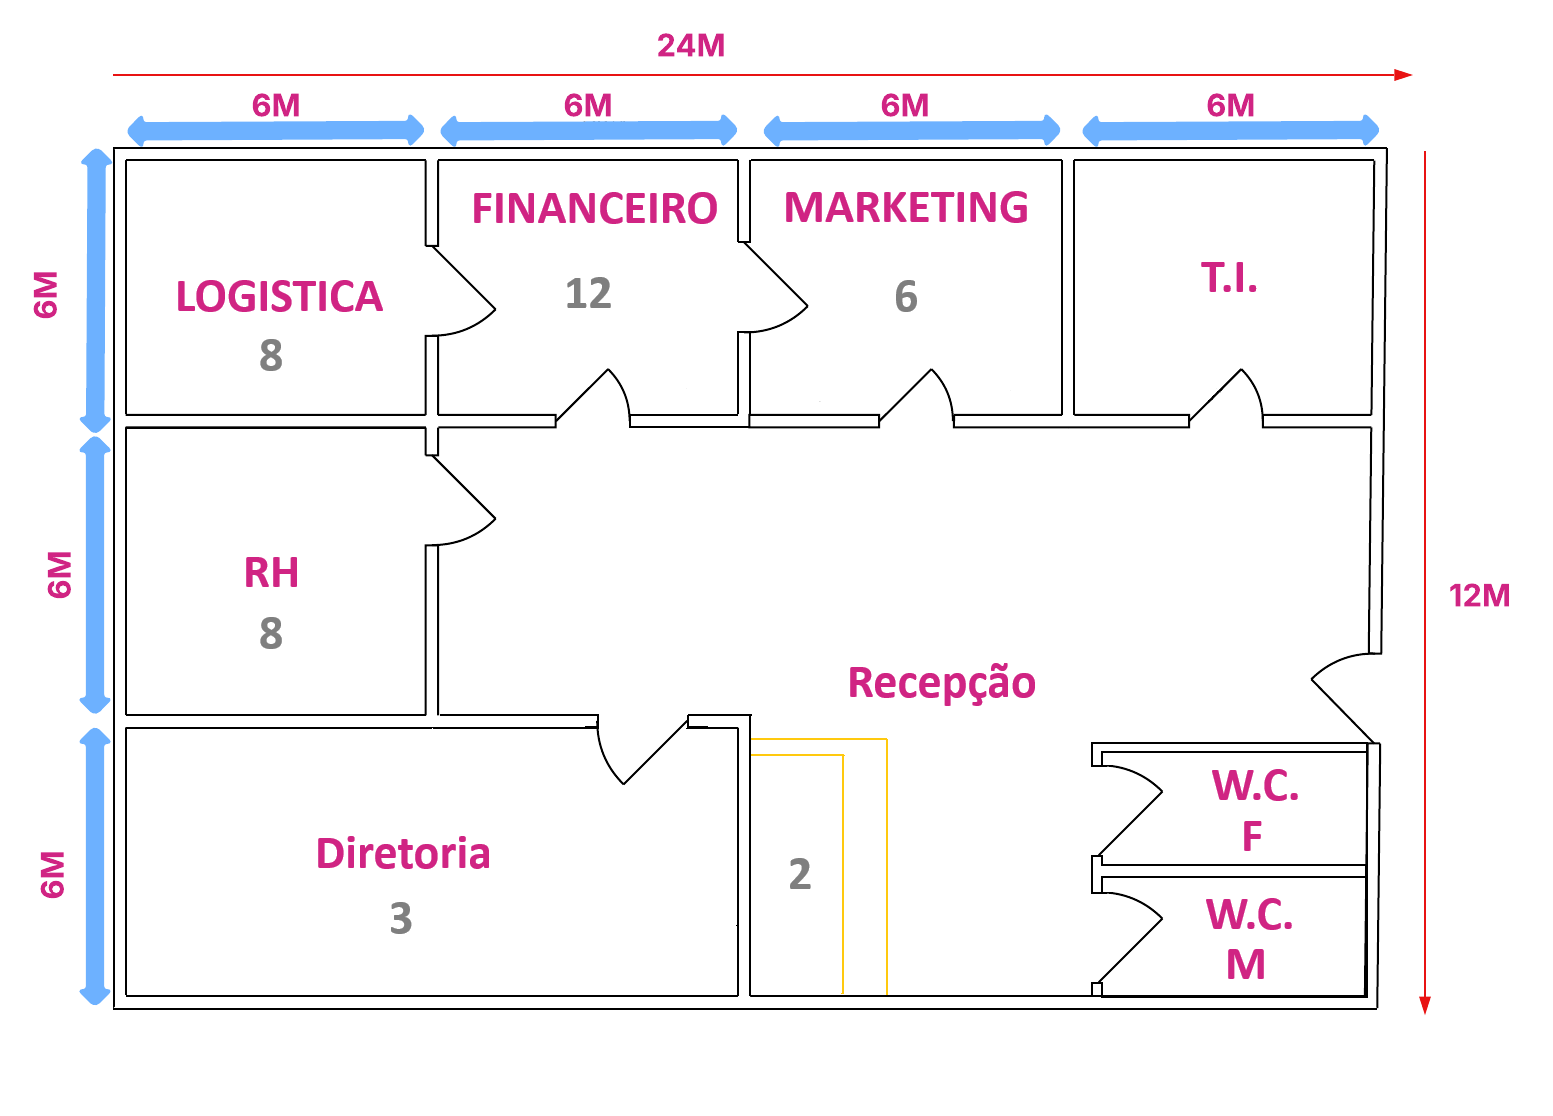 24M
6M
6M
6M
6M
6M
LOGISTICA
8
FINANCEIRO
12
MARKETING
6
T.I.
6M
RH
8
12M
Recepção
6M
Diretoria
3
2
W.C.
F
W.C.
M